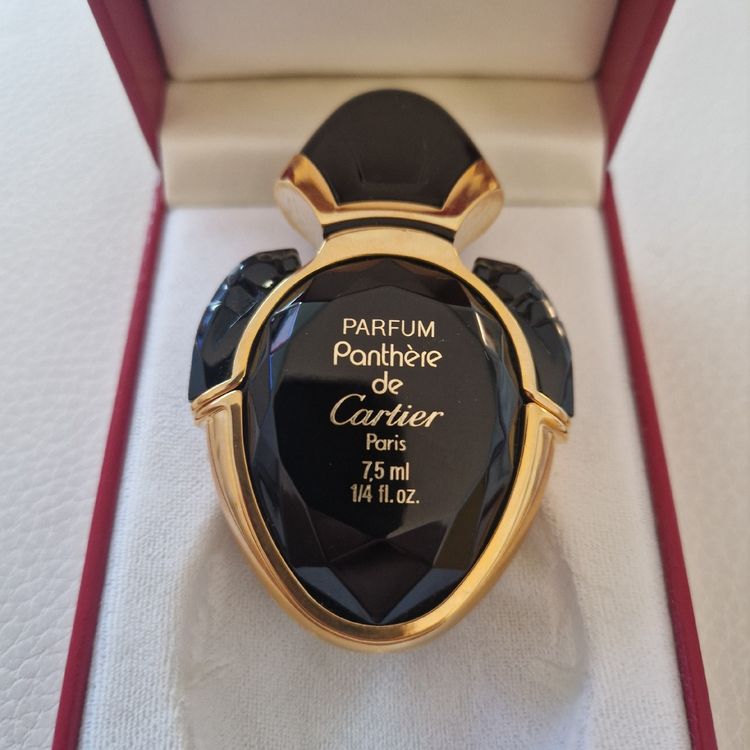 PARFUM
Panthère
de
Cartier
Paris
7,5 ml
1/4 fl. oz.